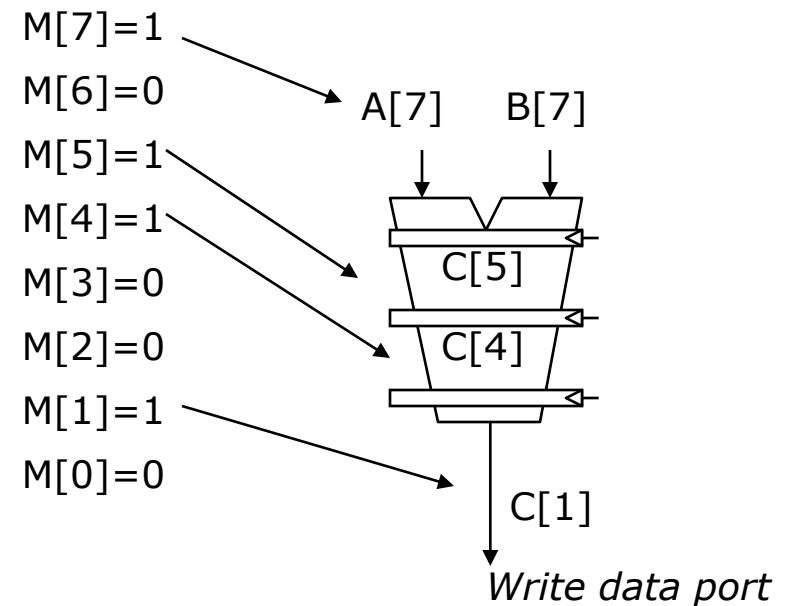 M[7]=1
M[6]=0
M[5]=1
M[4]=1
M[3]=0
M[2]=0
M[1]=1
M[0]=0
A[7] B[7]
C[5]
C[4]
C[1]
Write data port